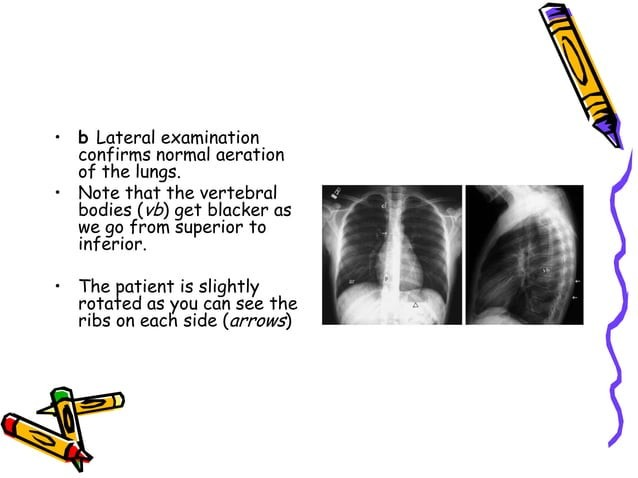 • b Lateral examination
confirms normal aeration
of the lungs.
• Note that the vertebral
bodies (vb) get blacker as
we go from superior to
inferior.
• The patient is slightly
rotated as you can see the
ribs on each side (arrows)
vb